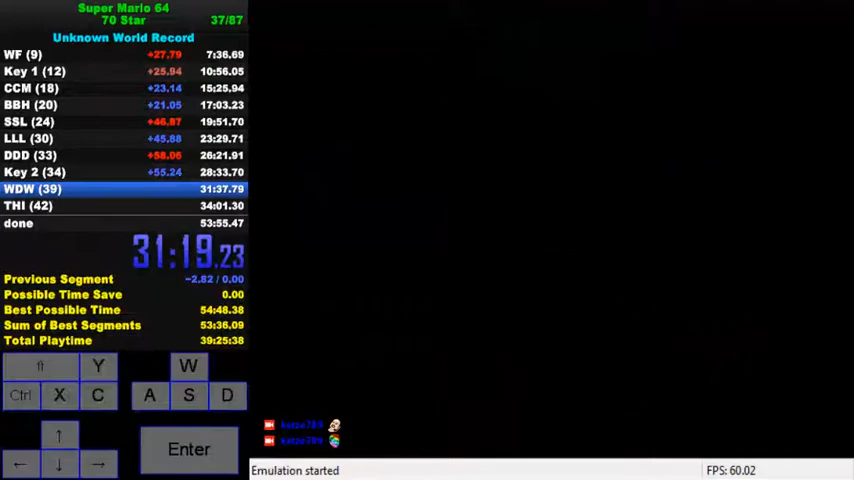 Super Mario 64
70 Star 37/87
Unknown World Record
WF (9) +27.79 7:36.69
Key 1 (12) +25.94 10:56.05
CCM (18) +23.14 15:25.94
BBH (20) +21.05 17:03.23
SSL (24) +46.87 19:51.70
LLL (30) +45.88 23:29.71
DDD (33) +58.06 26:21.91
Key 2 (34) +55.24 28:33.70
WDW (39) 31:37.79
THI (42) 34:01.30
done 53:55.47
31:19.23
Previous Segment −2.82 / 0.00
Possible Time Save 0.00
Best Possible Time 54:48.38
Sum of Best Segments 53:36.09
Total Playtime 39:25:38
⇑ Y W
Ctrl X C A S D
↑
← ↓ → Enter
Emulation started FPS: 60.02